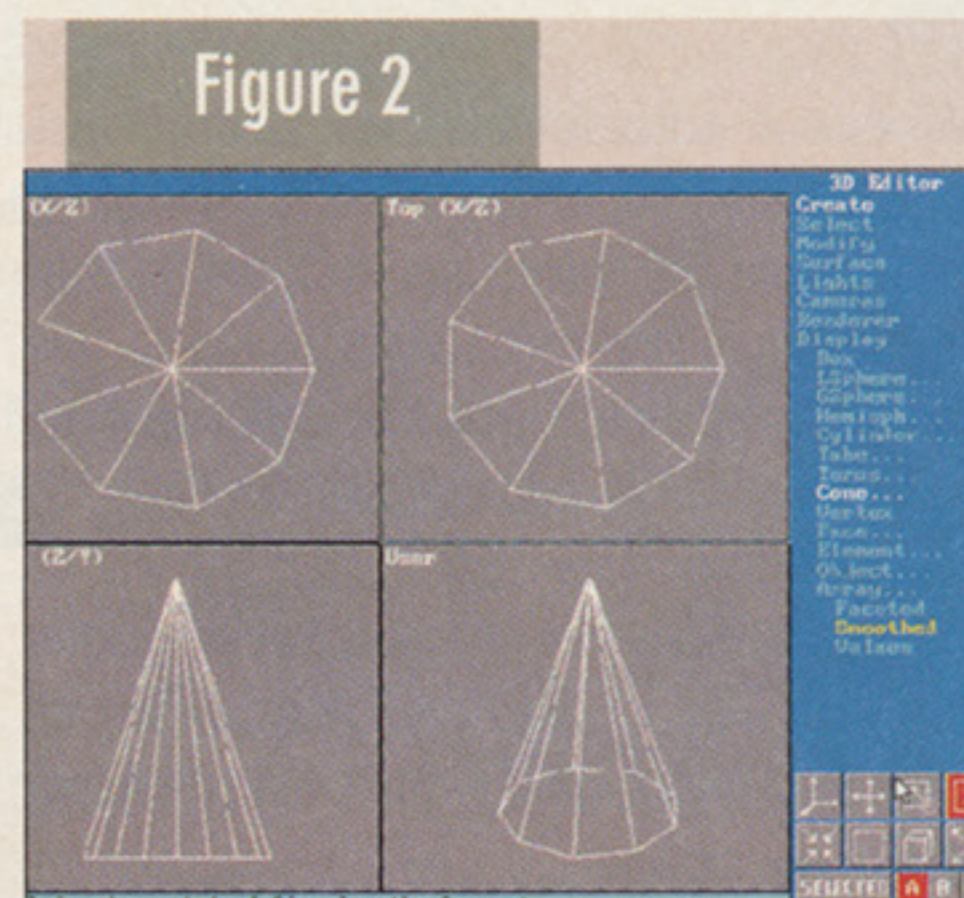 Figure 2
3D Editor
(X/Z)
Top (X/Z)
Create
Select
Modify
Surface
Lights
Cameras
Renderer
Display
Box
LSphere...
GSphere...
Hemisph...
Cylinder...
Tube...
Torus...
Cone...
Vertex
Face...
Element...
Object...
Array...
Faceted
Smoothed
Values
(Z/Y)
User
SELECTED A B